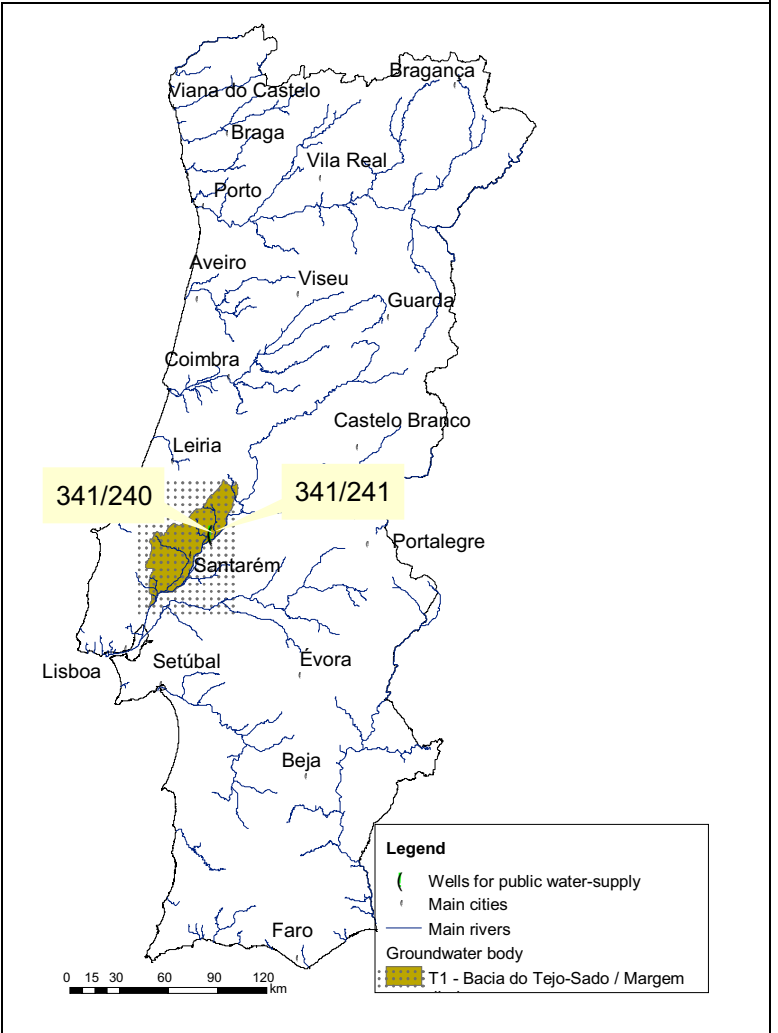 Bragança
Viana do Castelo
Braga
Vila Real
Porto
Aveiro
Viseu
Guarda
Coimbra
Castelo Branco
Leiria
341/240
341/241
Portalegre
Santarém
Lisboa
Setúbal
Évora
Beja
Faro
Legend
Wells for public water-supply
Main cities
Main rivers
Groundwater body
T1 - Bacia do Tejo-Sado / Margem
0 15 30 60 90 120
km